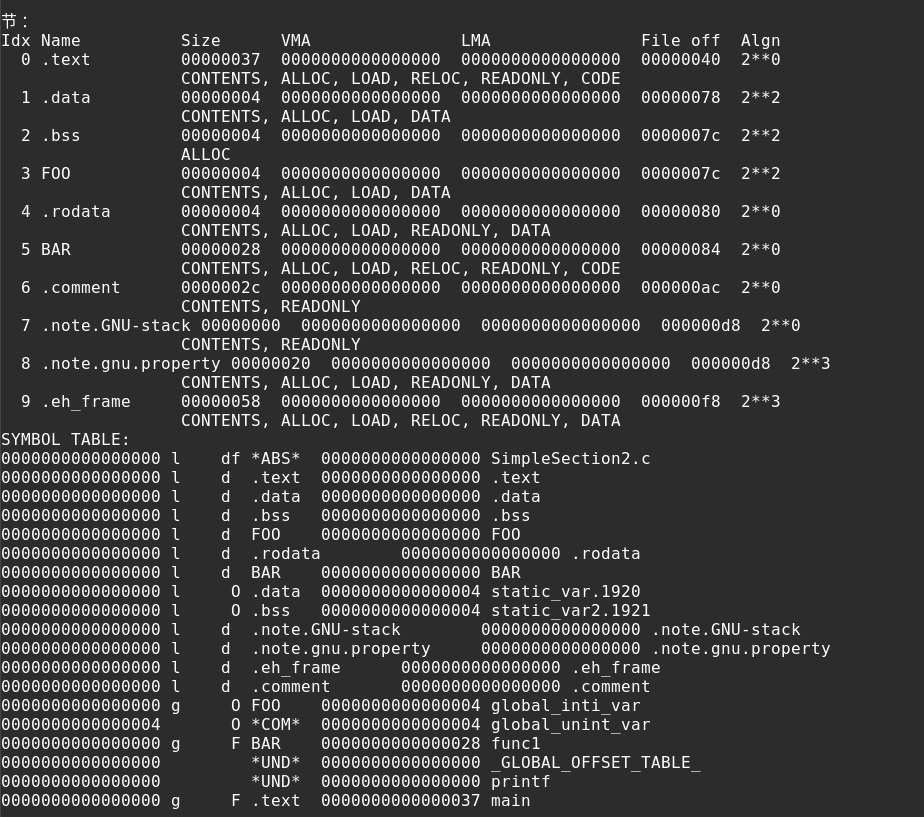 节：
Idx Name          Size      VMA               LMA               File off  Algn
  0 .text         00000037  0000000000000000  0000000000000000  00000040  2**0
                  CONTENTS, ALLOC, LOAD, RELOC, READONLY, CODE
  1 .data         00000004  0000000000000000  0000000000000000  00000078  2**2
                  CONTENTS, ALLOC, LOAD, DATA
  2 .bss          00000004  0000000000000000  0000000000000000  0000007c  2**2
                  ALLOC
  3 FOO           00000004  0000000000000000  0000000000000000  0000007c  2**2
                  CONTENTS, ALLOC, LOAD, DATA
  4 .rodata       00000004  0000000000000000  0000000000000000  00000080  2**0
                  CONTENTS, ALLOC, LOAD, READONLY, DATA
  5 BAR           00000028  0000000000000000  0000000000000000  00000084  2**0
                  CONTENTS, ALLOC, LOAD, RELOC, READONLY, CODE
  6 .comment      0000002c  0000000000000000  0000000000000000  000000ac  2**0
                  CONTENTS, READONLY
  7 .note.GNU-stack 00000000  0000000000000000  0000000000000000  000000d8  2**0
                  CONTENTS, READONLY
  8 .note.gnu.property 00000020  0000000000000000  0000000000000000  000000d8  2**3
                  CONTENTS, ALLOC, LOAD, READONLY, DATA
  9 .eh_frame     00000058  0000000000000000  0000000000000000  000000f8  2**3
                  CONTENTS, ALLOC, LOAD, RELOC, READONLY, DATA
SYMBOL TABLE:
0000000000000000 l    df *ABS*  0000000000000000 SimpleSection2.c
0000000000000000 l    d  .text  0000000000000000 .text
0000000000000000 l    d  .data  0000000000000000 .data
0000000000000000 l    d  .bss   0000000000000000 .bss
0000000000000000 l    d  FOO    0000000000000000 FOO
0000000000000000 l    d  .rodata        0000000000000000 .rodata
0000000000000000 l    d  BAR    0000000000000000 BAR
0000000000000000 l     O .data  0000000000000004 static_var.1920
0000000000000000 l     O .bss   0000000000000004 static_var2.1921
0000000000000000 l    d  .note.GNU-stack        0000000000000000 .note.GNU-stack
0000000000000000 l    d  .note.gnu.property     0000000000000000 .note.gnu.property
0000000000000000 l    d  .eh_frame      0000000000000000 .eh_frame
0000000000000000 l    d  .comment       0000000000000000 .comment
0000000000000000 g     O FOO    0000000000000004 global_inti_var
0000000000000004       O *COM*  0000000000000004 global_unint_var
0000000000000000 g     F BAR    0000000000000028 func1
0000000000000000         *UND*  0000000000000000 _GLOBAL_OFFSET_TABLE_
0000000000000000         *UND*  0000000000000000 printf
0000000000000000 g     F .text  0000000000000037 main